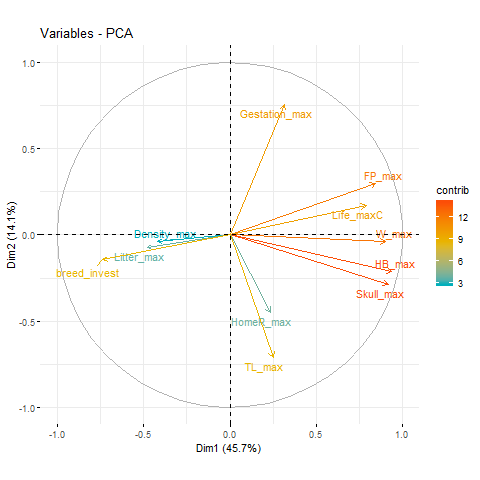 Variables - PCA
1.0
0.5
0.0
-0.5
-1.0
Dim2 (14.1%)
Gestation_max
FP_max
Life_maxC
Density_max
W_max
Litter_max
breed_invest
HB_max
Skull_max
HomeR_max
TL_max
-1.0
-0.5
0.0
0.5
1.0
Dim1 (45.7%)
contrib
12
9
6
3